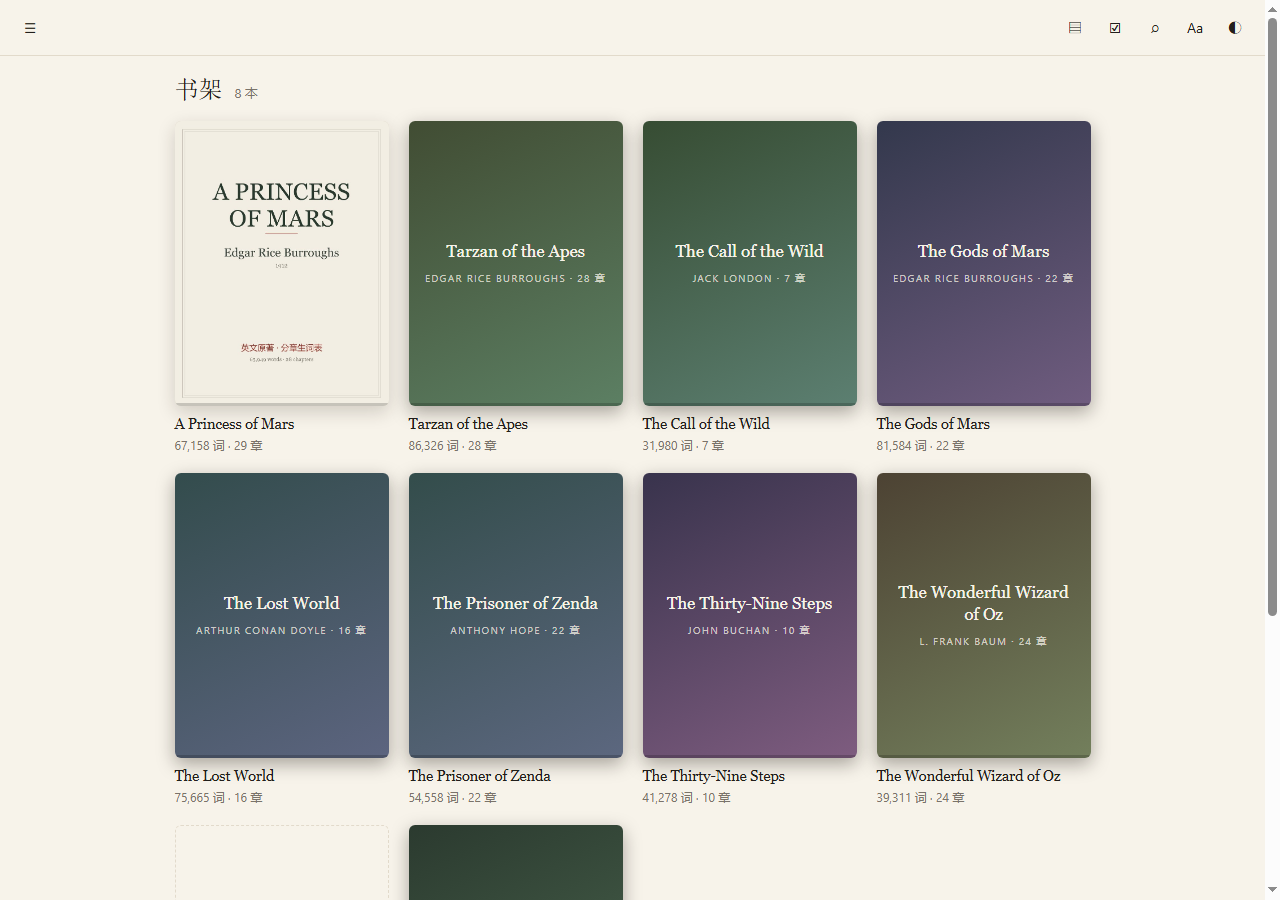 ☰
Aa
书架 8 本
A PRINCESS
OF MARS
Edgar Rice Burroughs
英文原著 · 分章生词表
Tarzan of the Apes
EDGAR RICE BURROUGHS · 28 章
The Call of the Wild
JACK LONDON · 7 章
The Gods of Mars
EDGAR RICE BURROUGHS · 22 章
A Princess of Mars
67,158 词 · 29 章
Tarzan of the Apes
86,326 词 · 28 章
The Call of the Wild
31,980 词 · 7 章
The Gods of Mars
81,584 词 · 22 章
The Lost World
ARTHUR CONAN DOYLE · 16 章
The Prisoner of Zenda
ANTHONY HOPE · 22 章
The Thirty-Nine Steps
JOHN BUCHAN · 10 章
The Wonderful Wizard
of Oz
L. FRANK BAUM · 24 章
The Lost World
75,665 词 · 16 章
The Prisoner of Zenda
54,558 词 · 22 章
The Thirty-Nine Steps
41,278 词 · 10 章
The Wonderful Wizard of Oz
39,311 词 · 24 章